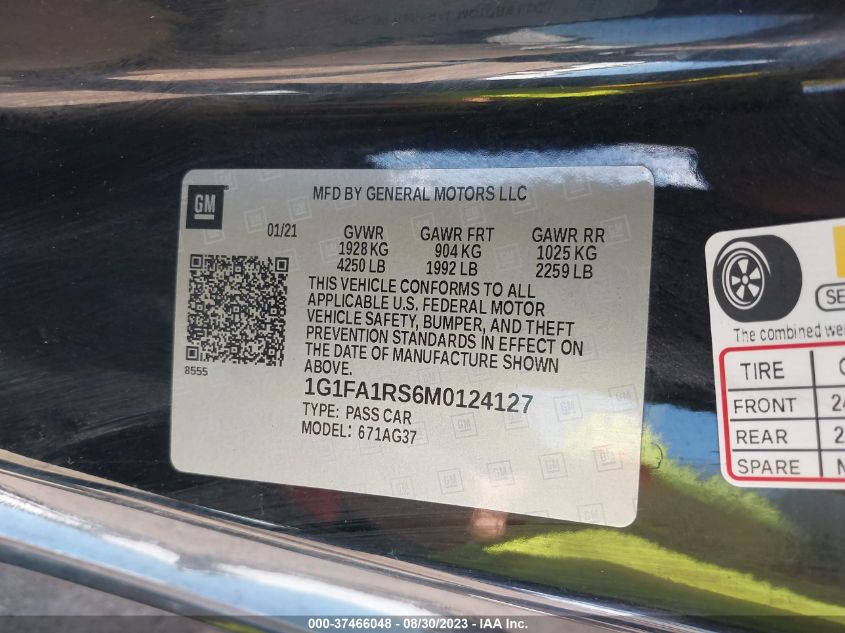 GM
MFD BY GENERAL MOTORS LLC
01/21
GVWR
1928 KG
4250 LB
GAWR FRT
904 KG
1992 LB
GAWR RR
1025 KG
2259 LB
THIS VEHICLE CONFORMS TO ALL
APPLICABLE U.S. FEDERAL MOTOR
VEHICLE SAFETY, BUMPER, AND THEFT
PREVENTION STANDARDS IN EFFECT ON
THE DATE OF MANUFACTURE SHOWN
ABOVE.
8555
1G1FA1RS6M0124127
TYPE: PASS CAR
MODEL: 671AG37
The combined
TIRE
FRONT
REAR
SPARE
000-37466048 - 08/30/2023 - IAA Inc.